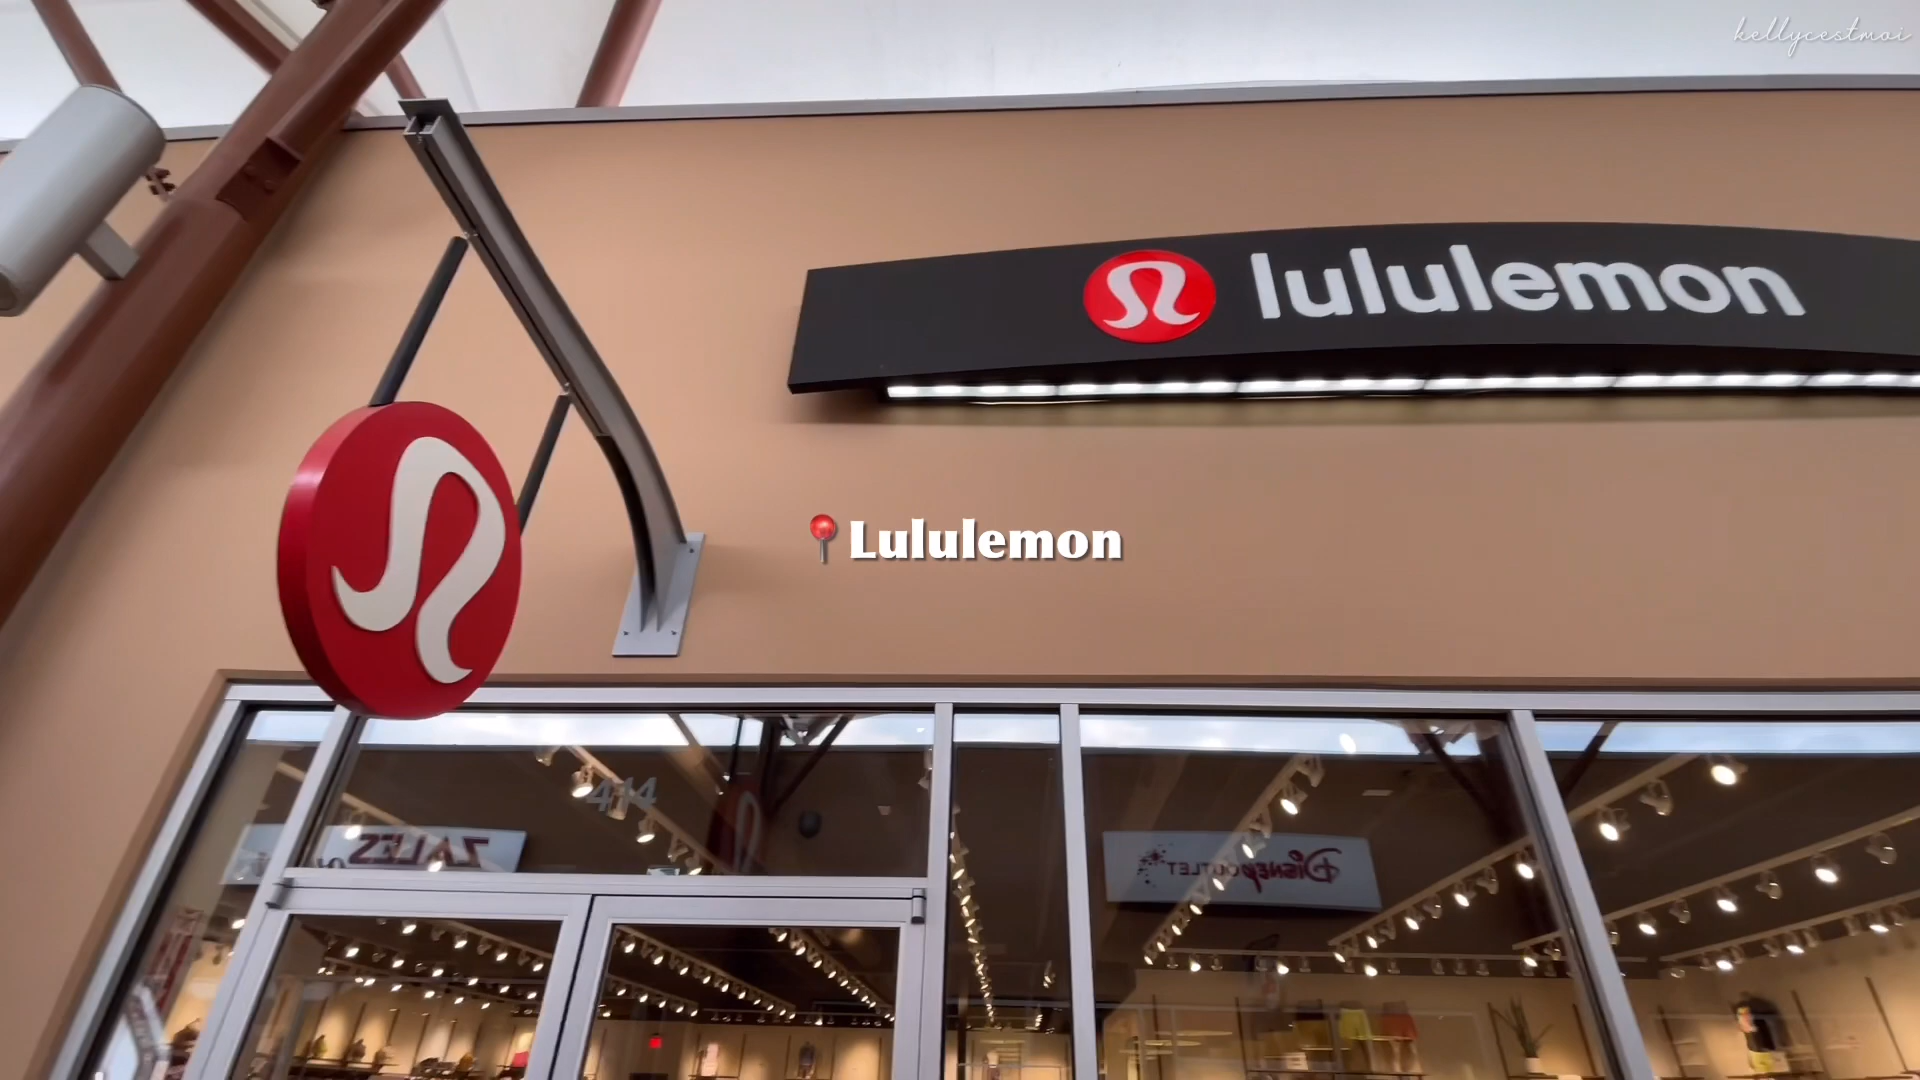 kellycestmoi
lululemon
📍Lululemon
414
ZALES
Disney OUTLET